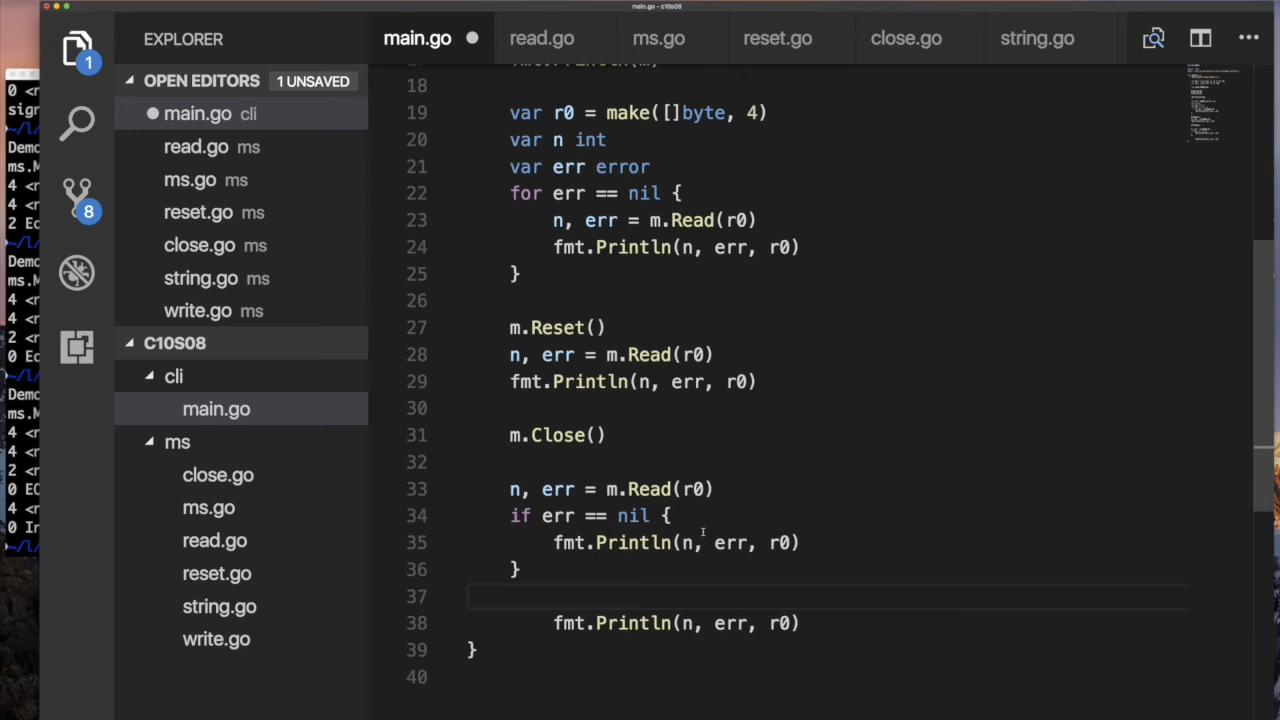 main.go - c10s08
EXPLORER
main.go
read.go
ms.go
reset.go
close.go
string.go
1
8
OPEN EDITORS 1 UNSAVED
main.go cli
read.go ms
ms.go ms
reset.go ms
close.go ms
string.go ms
write.go ms
C10S08
cli
main.go
ms
close.go
ms.go
read.go
reset.go
string.go
write.go
18
19 var r0 = make([]byte, 4)
20 var n int
21 var err error
22 for err == nil {
23 n, err = m.Read(r0)
24 fmt.Println(n, err, r0)
25 }
26
27 m.Reset()
28 n, err = m.Read(r0)
29 fmt.Println(n, err, r0)
30
31 m.Close()
32
33 n, err = m.Read(r0)
34 if err == nil {
35 fmt.Println(n, err, r0)
36 }
37
38 fmt.Println(n, err, r0)
39 }
40